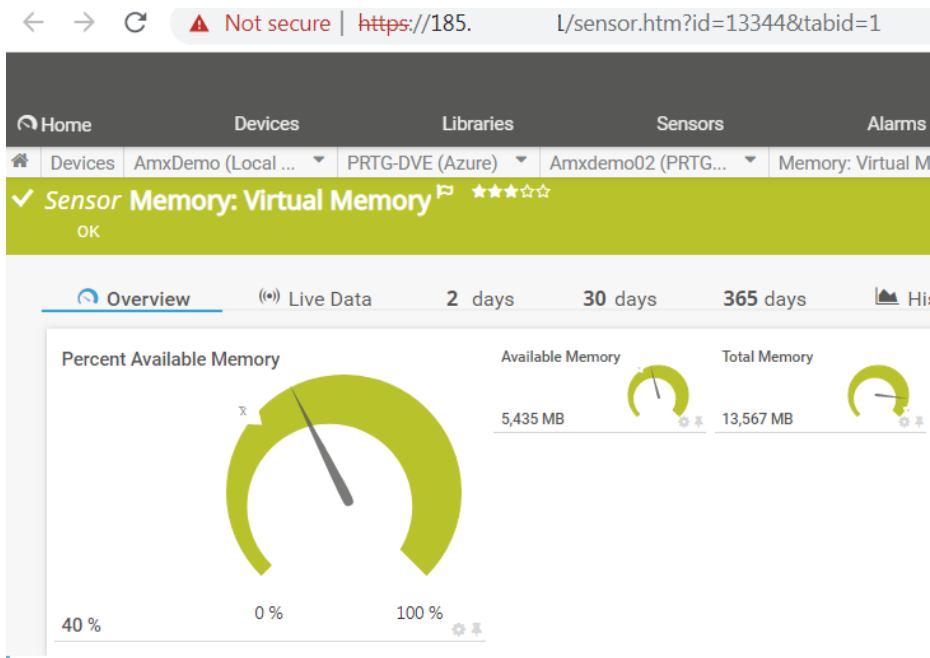 Not secure | https://185. /sensor.htm?id=13344&tabid=1
Home Devices Libraries Sensors Alarms
Devices AmxDemo (Local ... PRTG-DVE (Azure) Amxdemo02 (PRTG... Memory: Virtual M
Sensor Memory: Virtual Memory
OK
Overview Live Data 2 days 30 days 365 days His
Percent Available Memory Available Memory Total Memory
5,435 MB 13,567 MB
0 % 100 %
40 %